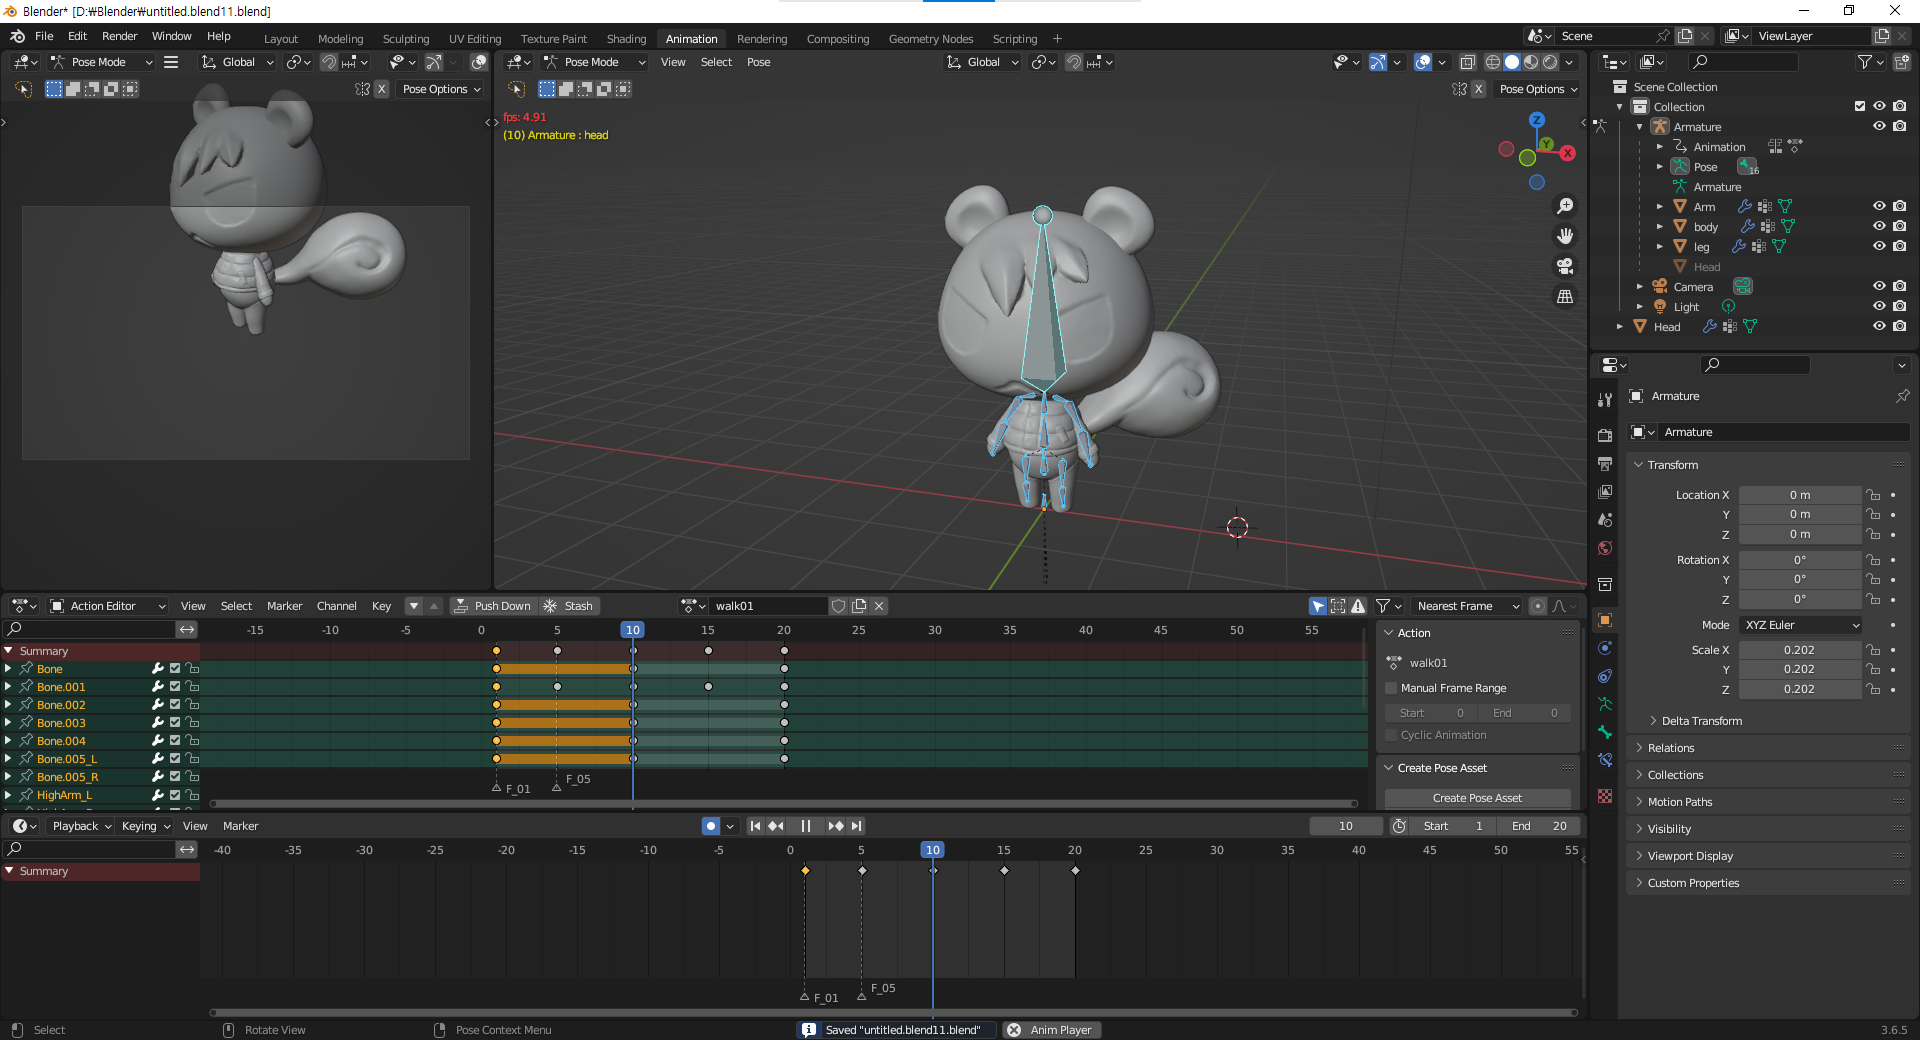 Blender* [D:₩Blender₩untitled.blend11.blend]
File Edit Render Window Help Layout Modeling Sculpting UV Editing Texture Paint Shading Animation Rendering Compositing Geometry Nodes Scripting + Scene ViewLayer
Pose Mode Global Pose Mode View Select Pose Global
X Pose Options X Pose Options
fps: 4.91
(10) Armature : head
Z
Y
X
Scene Collection
Collection
Armature
Animation
Pose 16
Armature
Arm
body
leg
Head
Camera
Light
Head
Armature
Armature
Transform
Location X 0 m
Y 0 m
Z 0 m
Rotation X 0°
Y 0°
Z 0°
Mode XYZ Euler
Scale X 0.202
Y 0.202
Z 0.202
Delta Transform
Relations
Collections
Motion Paths
Visibility
Viewport Display
Custom Properties
Action Editor View Select Marker Channel Key Push Down Stash walk01 Nearest Frame
-15 -10 -5 0 5 10 15 20 25 30 35 40 45 50 55
Summary
Bone
Bone.001
Bone.002
Bone.003
Bone.004
Bone.005_L
Bone.005_R
HighArm_L
F_01 F_05
Action
walk01
Manual Frame Range
Start 0 End 0
Cyclic Animation
Create Pose Asset
Create Pose Asset
Playback Keying View Marker 10 Start 1 End 20
-40 -35 -30 -25 -20 -15 -10 -5 0 5 10 15 20 25 30 35 40 45 50 55
Summary
F_01 F_05
Select Rotate View Pose Context Menu Saved "untitled.blend11.blend" Anim Player 3.6.5